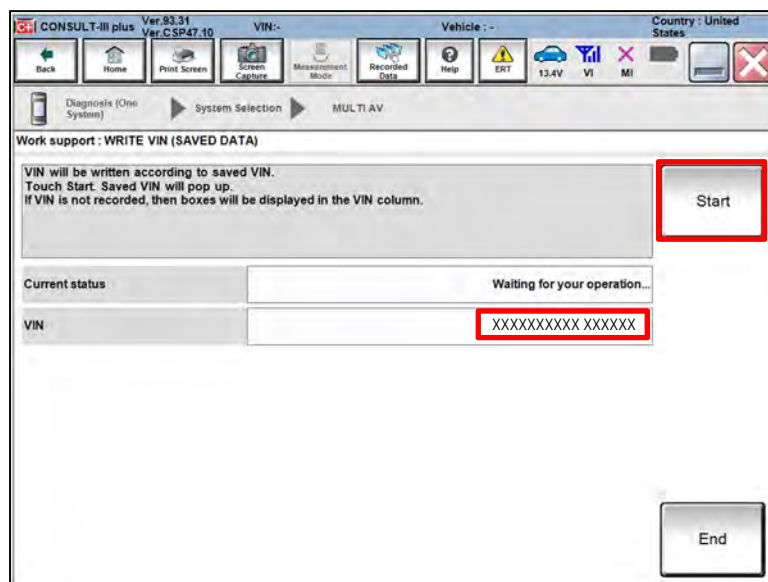 CONSULT-III plus Ver.93.31 Ver.CSP47.10 VIN:- Vehicle : - Country : United States
Back Home Print Screen Screen Capture Measurement Mode Recorded Data Help ERT 13.4V VI MI
Diagnosis (One System) System Selection MULTI AV
Work support : WRITE VIN (SAVED DATA)
VIN will be written according to saved VIN.
Touch Start. Saved VIN will pop up.
If VIN is not recorded, then boxes will be displayed in the VIN column.
Start
Current status Waiting for your operation...
VIN XXXXXXXXXX XXXXXX
End